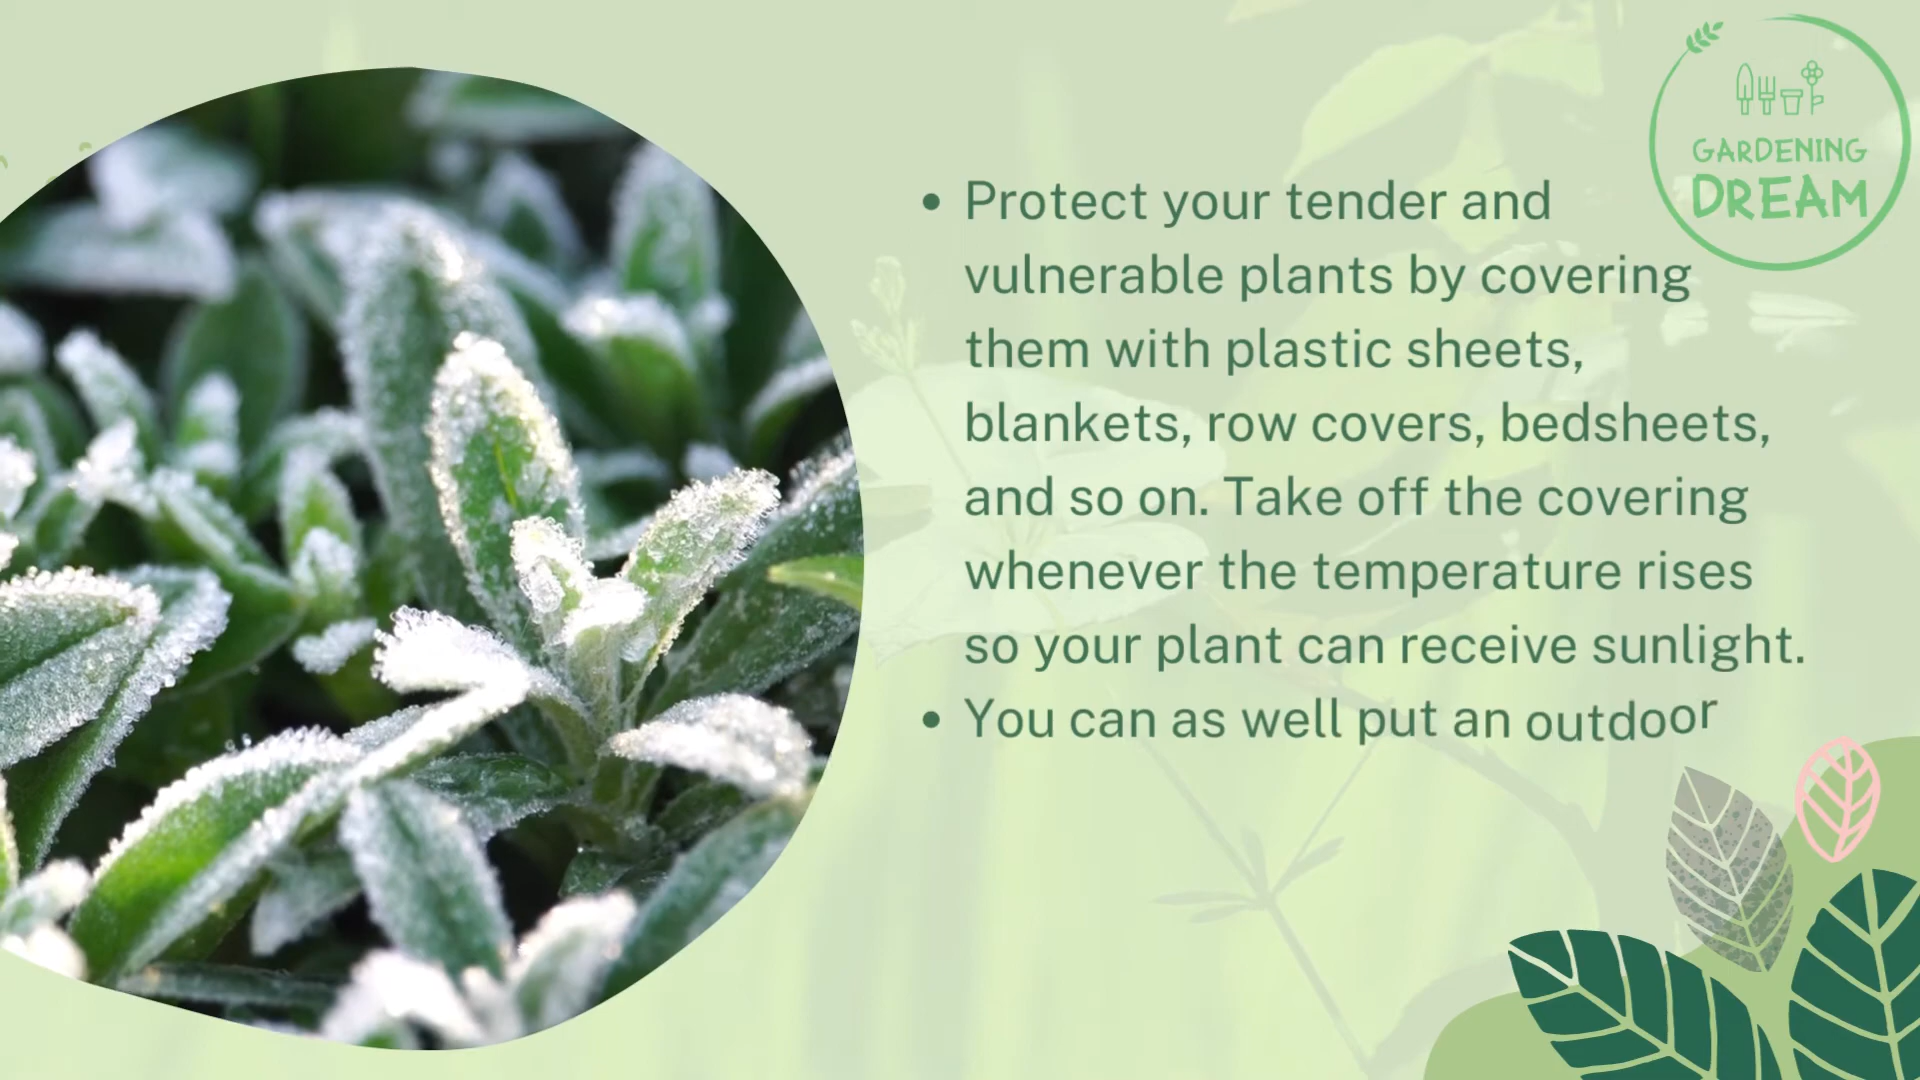 GARDENING
DREAM
• Protect your tender and
vulnerable plants by covering
them with plastic sheets,
blankets, row covers, bedsheets,
and so on. Take off the covering
whenever the temperature rises
so your plant can receive sunlight.
• You can as well put an outdoor